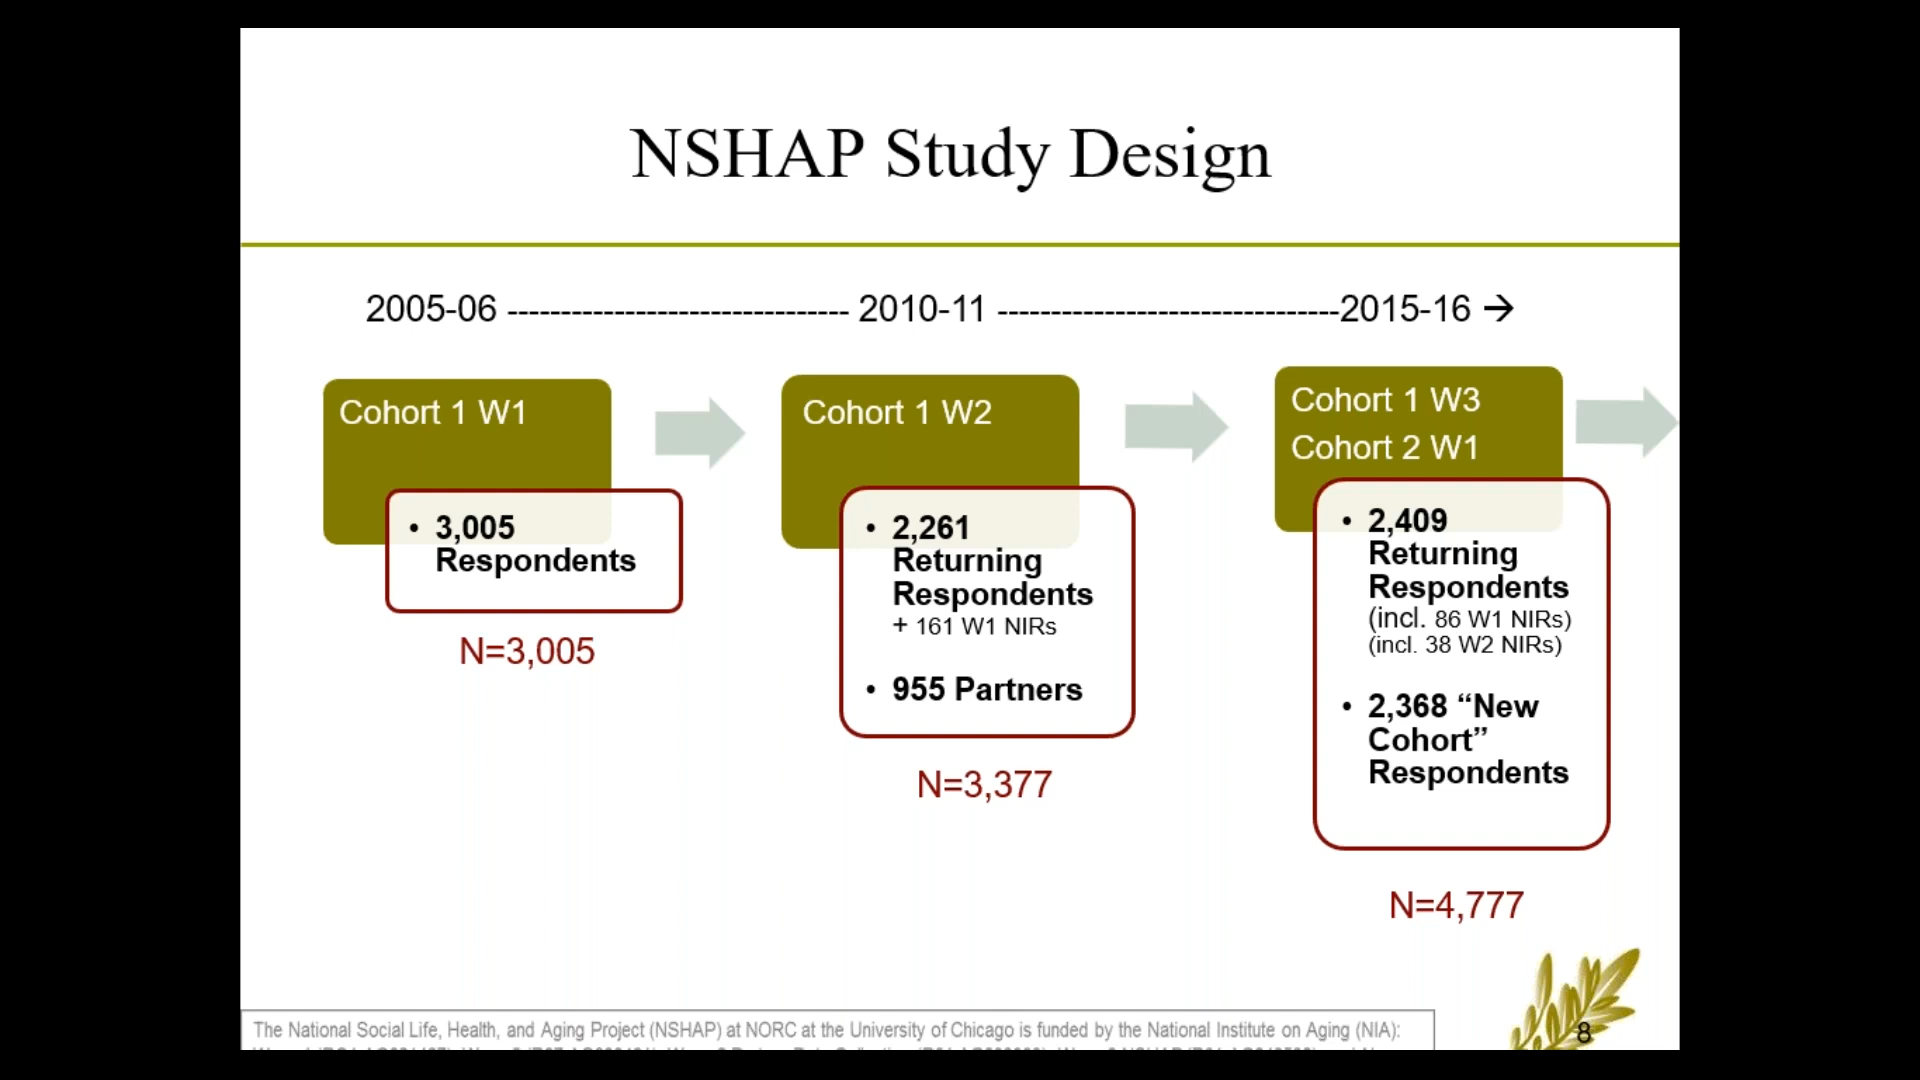 NSHAP Study Design
2005-06 -------------------------------- 2010-11 --------------------------------2015-16 →
Cohort 1 W1
• 3,005
Respondents
N=3,005
Cohort 1 W2
• 2,261
Returning
Respondents
+ 161 W1 NIRs
• 955 Partners
N=3,377
Cohort 1 W3
Cohort 2 W1
• 2,409
Returning
Respondents
(incl. 86 W1 NIRs)
(incl. 38 W2 NIRs)
• 2,368 “New
Cohort”
Respondents
N=4,777
The National Social Life, Health, and Aging Project (NSHAP) at NORC at the University of Chicago is funded by the National Institute on Aging (NIA):
8